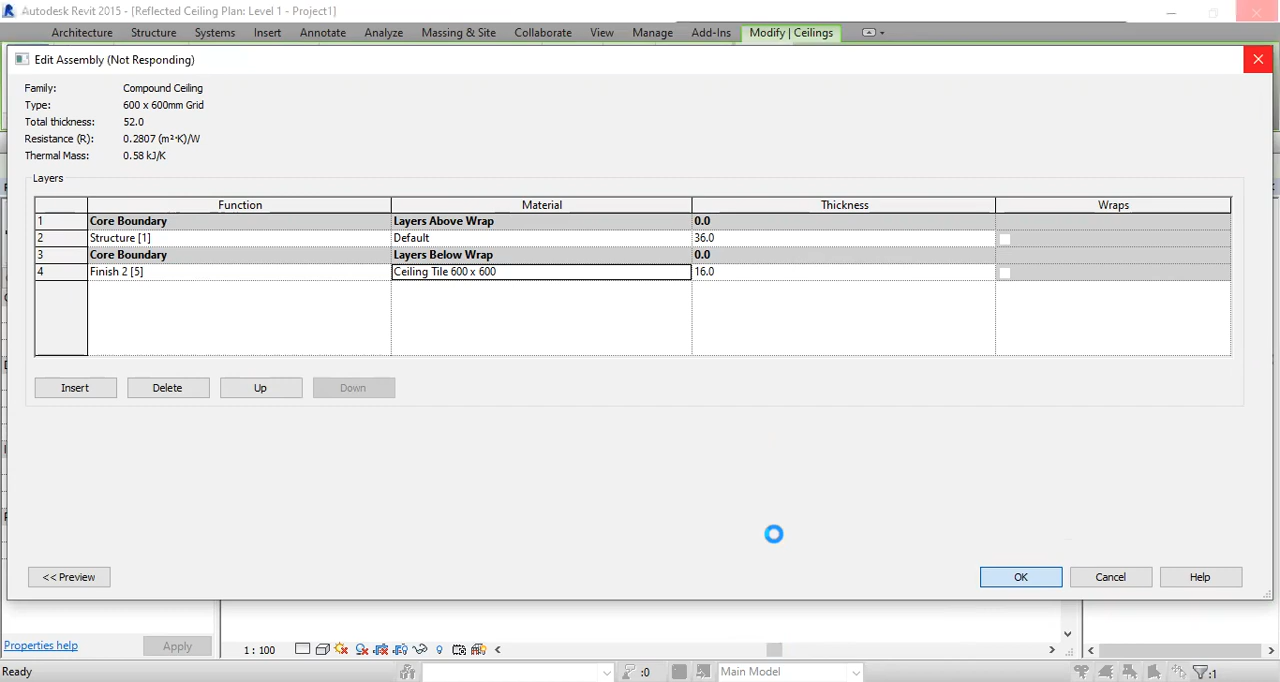 Autodesk Revit 2015 - [Reflected Ceiling Plan: Level 1 - Project1]
Architecture Structure Systems Insert Annotate Analyze Massing & Site Collaborate View Manage Add-Ins Modify | Ceilings
Edit Assembly (Not Responding)
Family: Compound Ceiling
Type: 600 x 600mm Grid
Total thickness: 52.0
Resistance (R): 0.2807 (m²·K)/W
Thermal Mass: 0.58 kJ/K
Layers
Function Material Thickness Wraps
1 Core Boundary Layers Above Wrap 0.0
2 Structure [1] Default 36.0
3 Core Boundary Layers Below Wrap 0.0
4 Finish 2 [5] Ceiling Tile 600 x 600 16.0
Insert Delete Up Down
<< Preview OK Cancel Help
Properties help Apply 1 : 100
Ready :0 Main Model :1